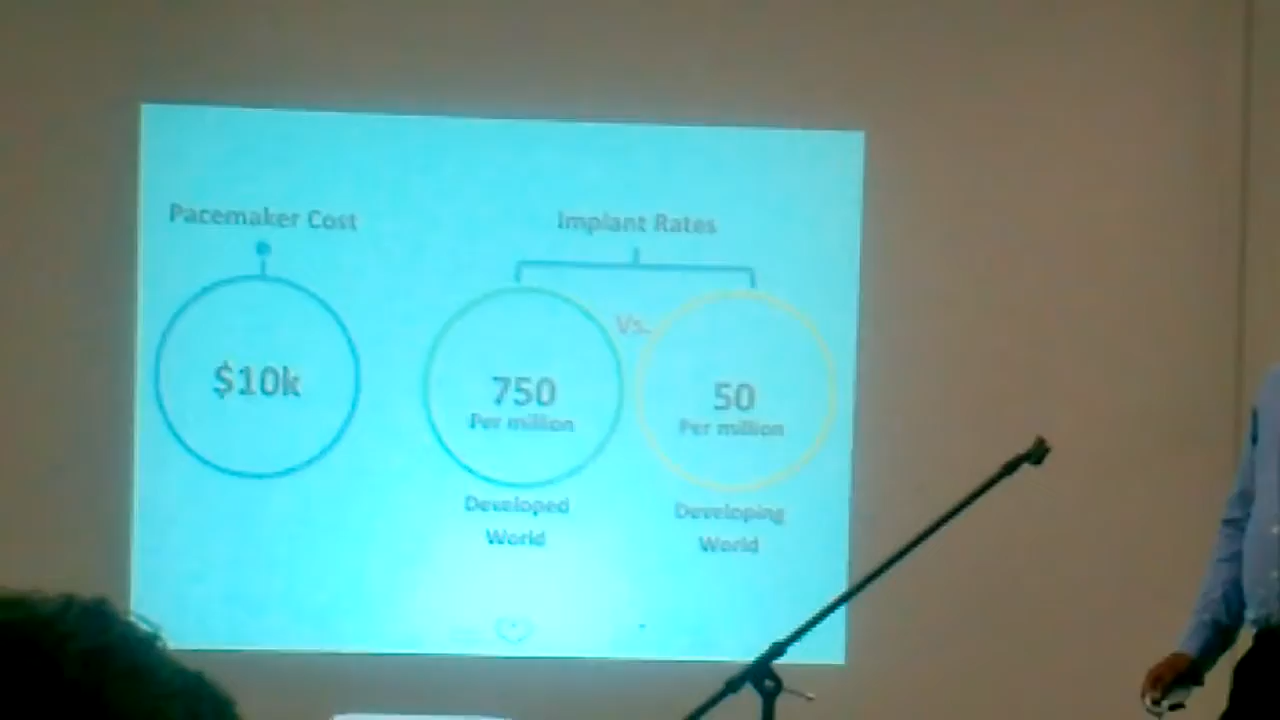 Pacemaker Cost
Implant Rates
Vs.
$10k
750
Per million
50
Per million
Developed
World
Developing
World